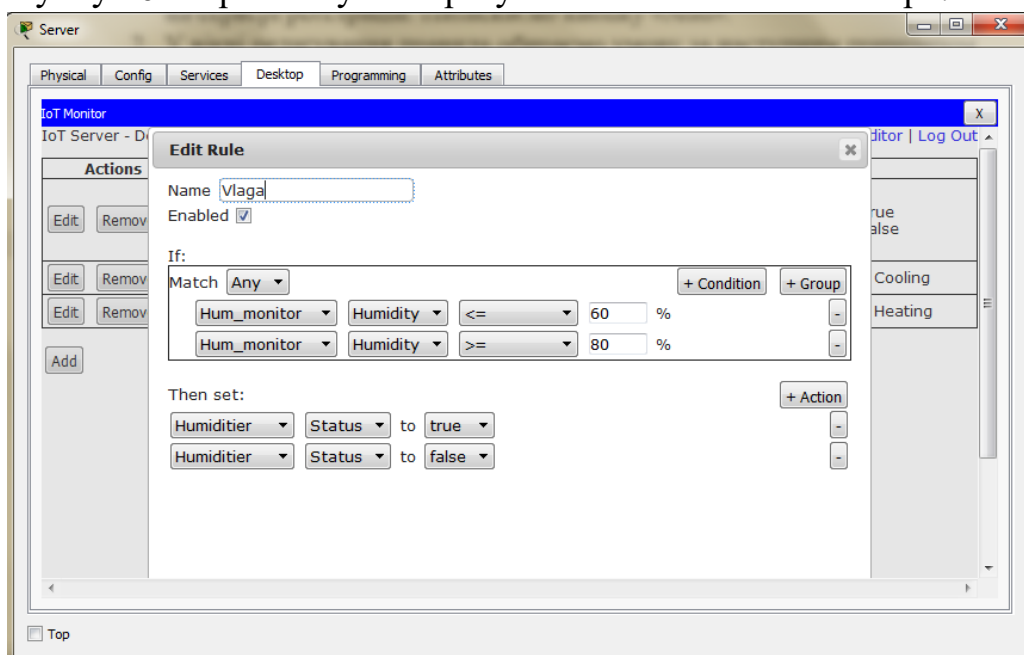 Server
Physical Config Services Desktop Programming Attributes
IoT Monitor X
IoT Server - D ditor | Log Out
Actions
Edit Rule
Name Vlaga
Enabled
Edit Remov rue
alse
If:
Edit Remov Match Any + Condition + Group Cooling
Edit Remov Hum_monitor Humidity <= 60 % - Heating
Hum_monitor Humidity >= 80 % -
Add
Then set: + Action
Humiditier Status to true -
Humiditier Status to false -
Top